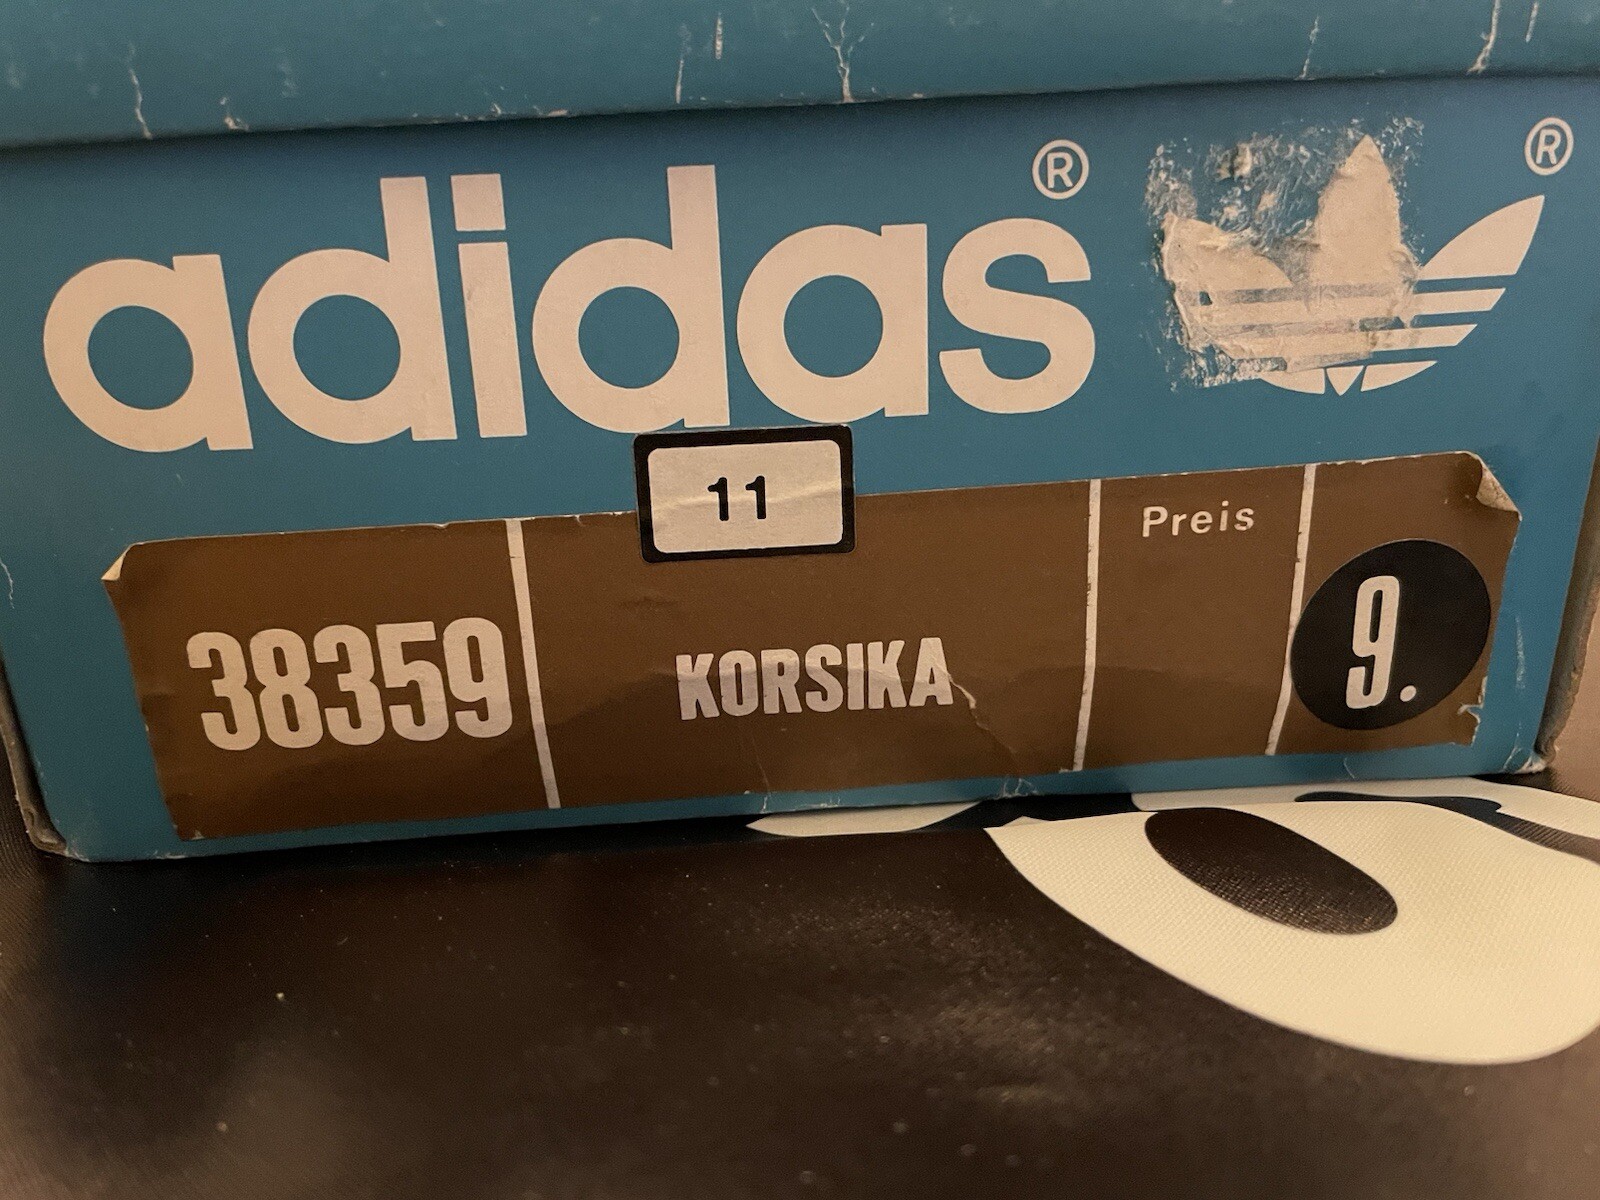 adidas® ®
11
Preis
38359 KORSIKA 9.